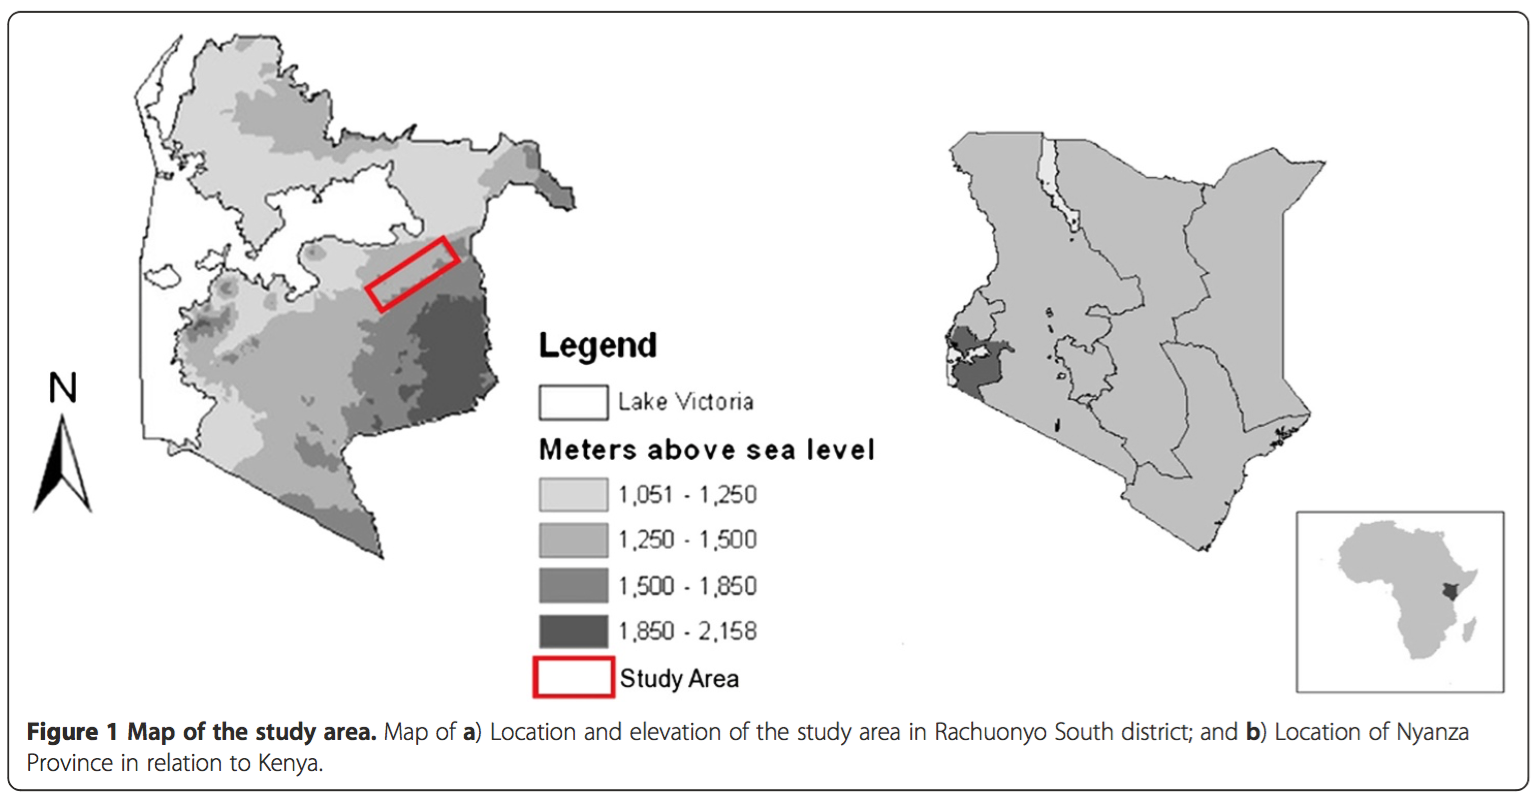 N
Legend
Lake Victoria
Meters above sea level
1,051 - 1,250
1,250 - 1,500
1,500 - 1,850
1,850 - 2,158
Study Area
Figure 1 Map of the study area. Map of a) Location and elevation of the study area in Rachuonyo South district; and b) Location of Nyanza
Province in relation to Kenya.